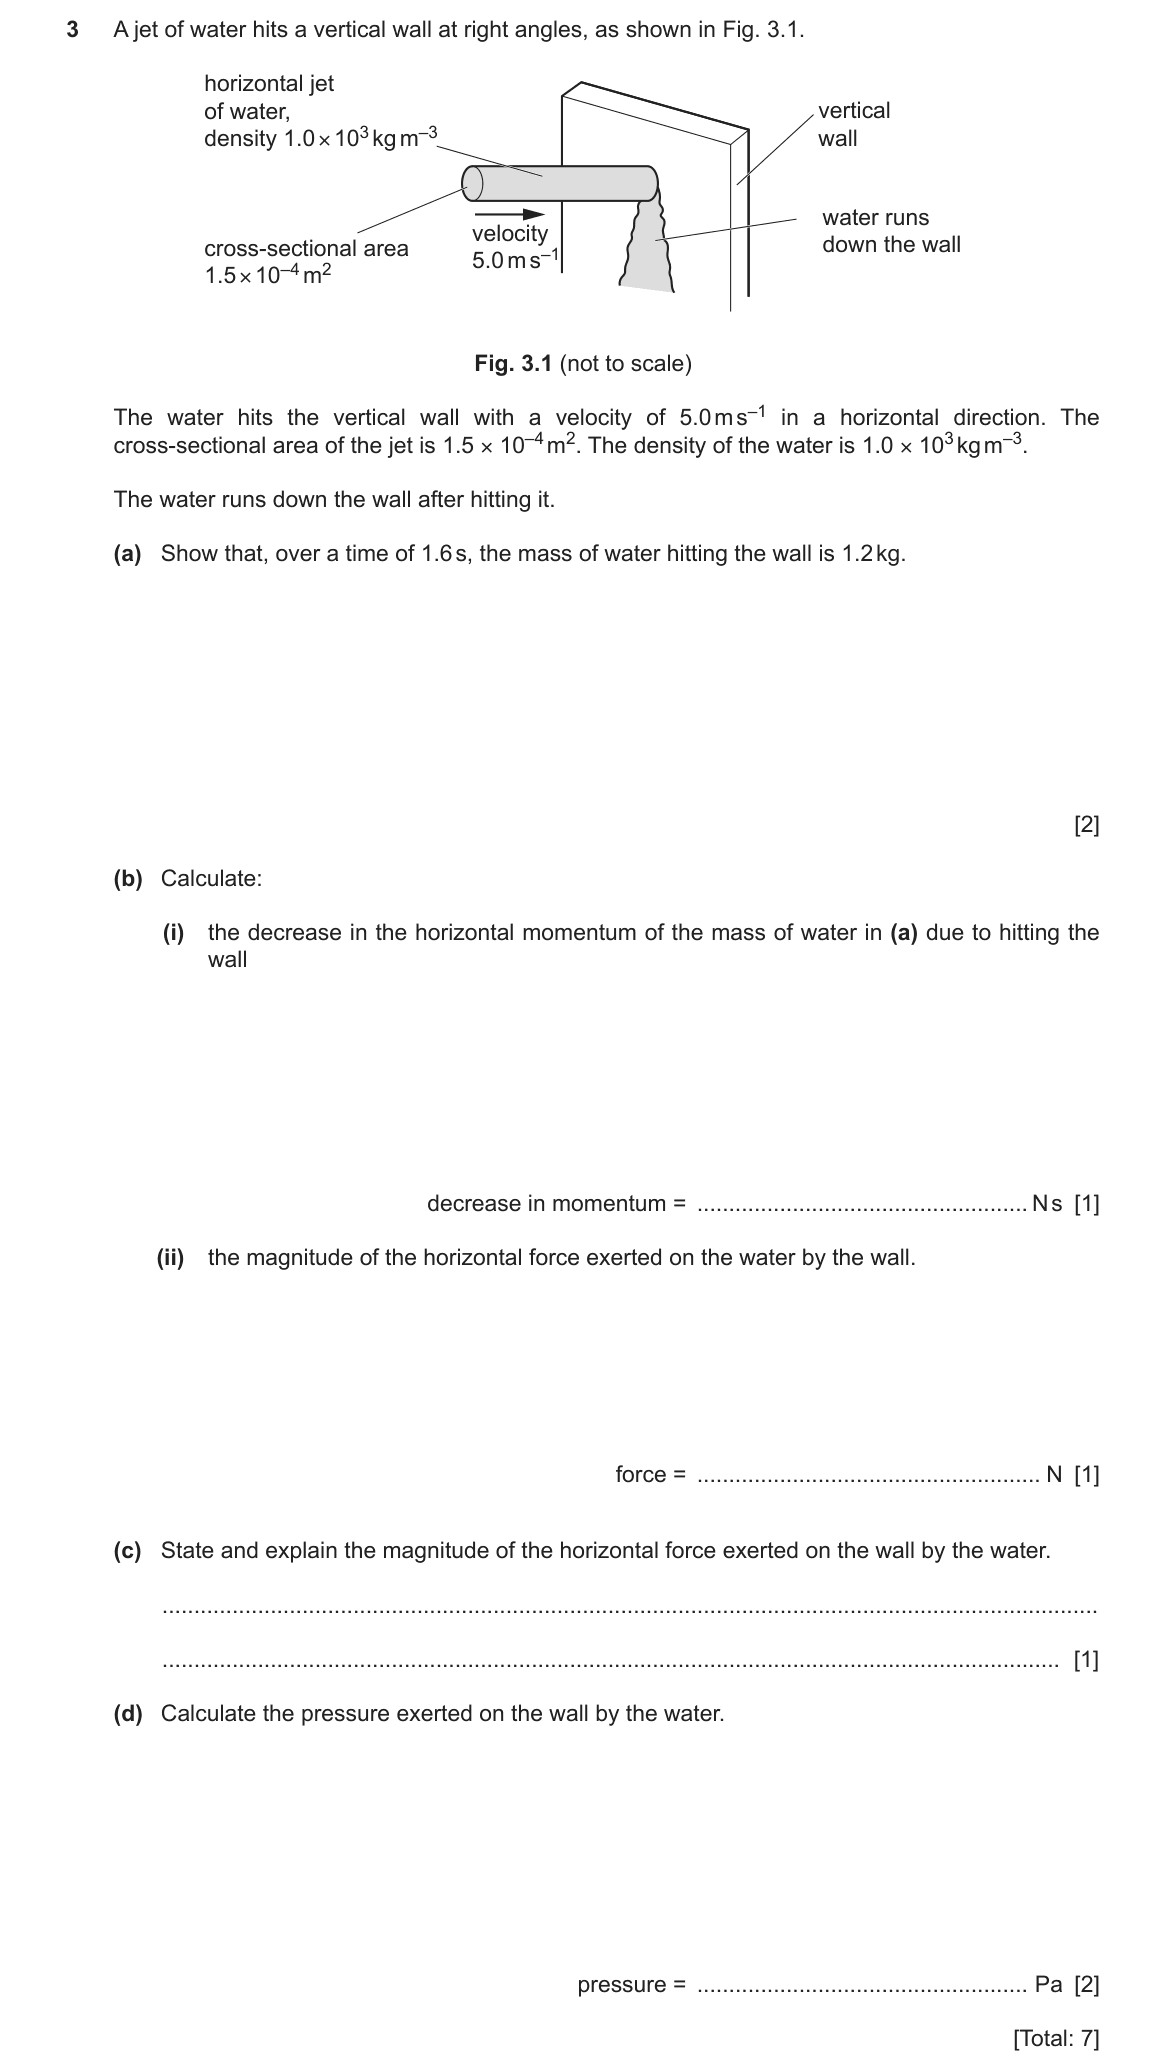 3 A jet of water hits a vertical wall at right angles, as shown in Fig. 3.1.
horizontal jet
of water,
density 1.0 × 10³ kg m⁻³
vertical
wall
cross-sectional area
1.5 × 10⁻⁴ m²
velocity
5.0 m s⁻¹
water runs
down the wall
Fig. 3.1 (not to scale)
The water hits the vertical wall with a velocity of 5.0 m s⁻¹ in a horizontal direction. The
cross-sectional area of the jet is 1.5 × 10⁻⁴ m². The density of the water is 1.0 × 10³ kg m⁻³.
The water runs down the wall after hitting it.
(a) Show that, over a time of 1.6 s, the mass of water hitting the wall is 1.2 kg.
[2]
(b) Calculate:
(i) the decrease in the horizontal momentum of the mass of water in (a) due to hitting the
wall
decrease in momentum = .................................................... N s [1]
(ii) the magnitude of the horizontal force exerted on the water by the wall.
force = ...................................................... N [1]
(c) State and explain the magnitude of the horizontal force exerted on the wall by the water.
...................................................................................................................................................
............................................................................................................................................. [1]
(d) Calculate the pressure exerted on the wall by the water.
pressure = .................................................... Pa [2]
[Total: 7]